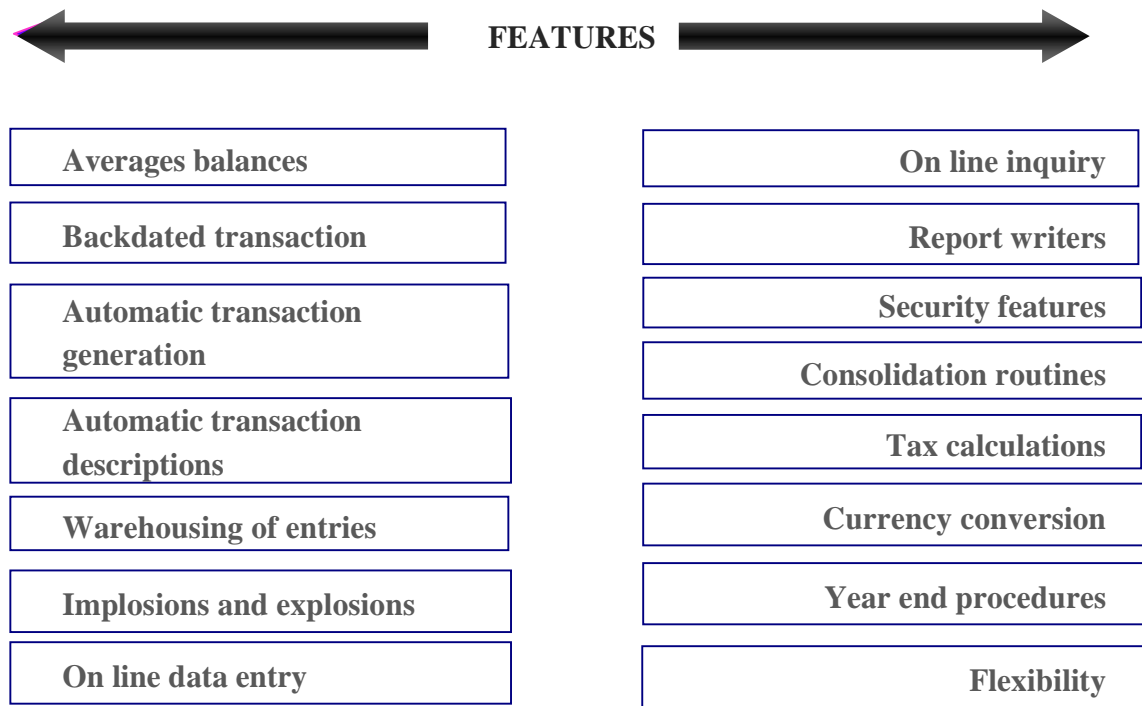 FEATURES
Averages balances
Backdated transaction
Automatic transaction
generation
Automatic transaction
descriptions
Warehousing of entries
Implosions and explosions
On line data entry
On line inquiry
Report writers
Security features
Consolidation routines
Tax calculations
Currency conversion
Year end procedures
Flexibility